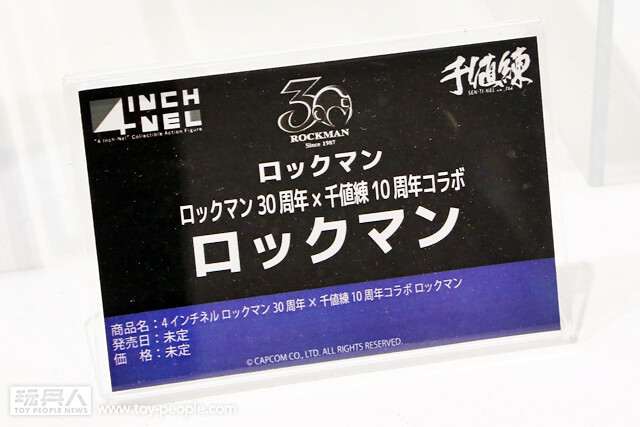 4 INCH NEL
"4 Inch-Nel" Collectible Action Figure
30
ROCKMAN
Since 1987
千値練
SEN-TI-NEL co.,ltd
ロックマン
ロックマン 30 周年 × 千値練 10 周年コラボ
ロックマン
商品名：4 インチネル ロックマン 30 周年 × 千値練 10 周年コラボ ロックマン
発売日：未定
価　格：未定
© CAPCOM CO., LTD. ALL RIGHTS RESERVED.
玩具人
TOY PEOPLE NEWS
www.toy-people.com